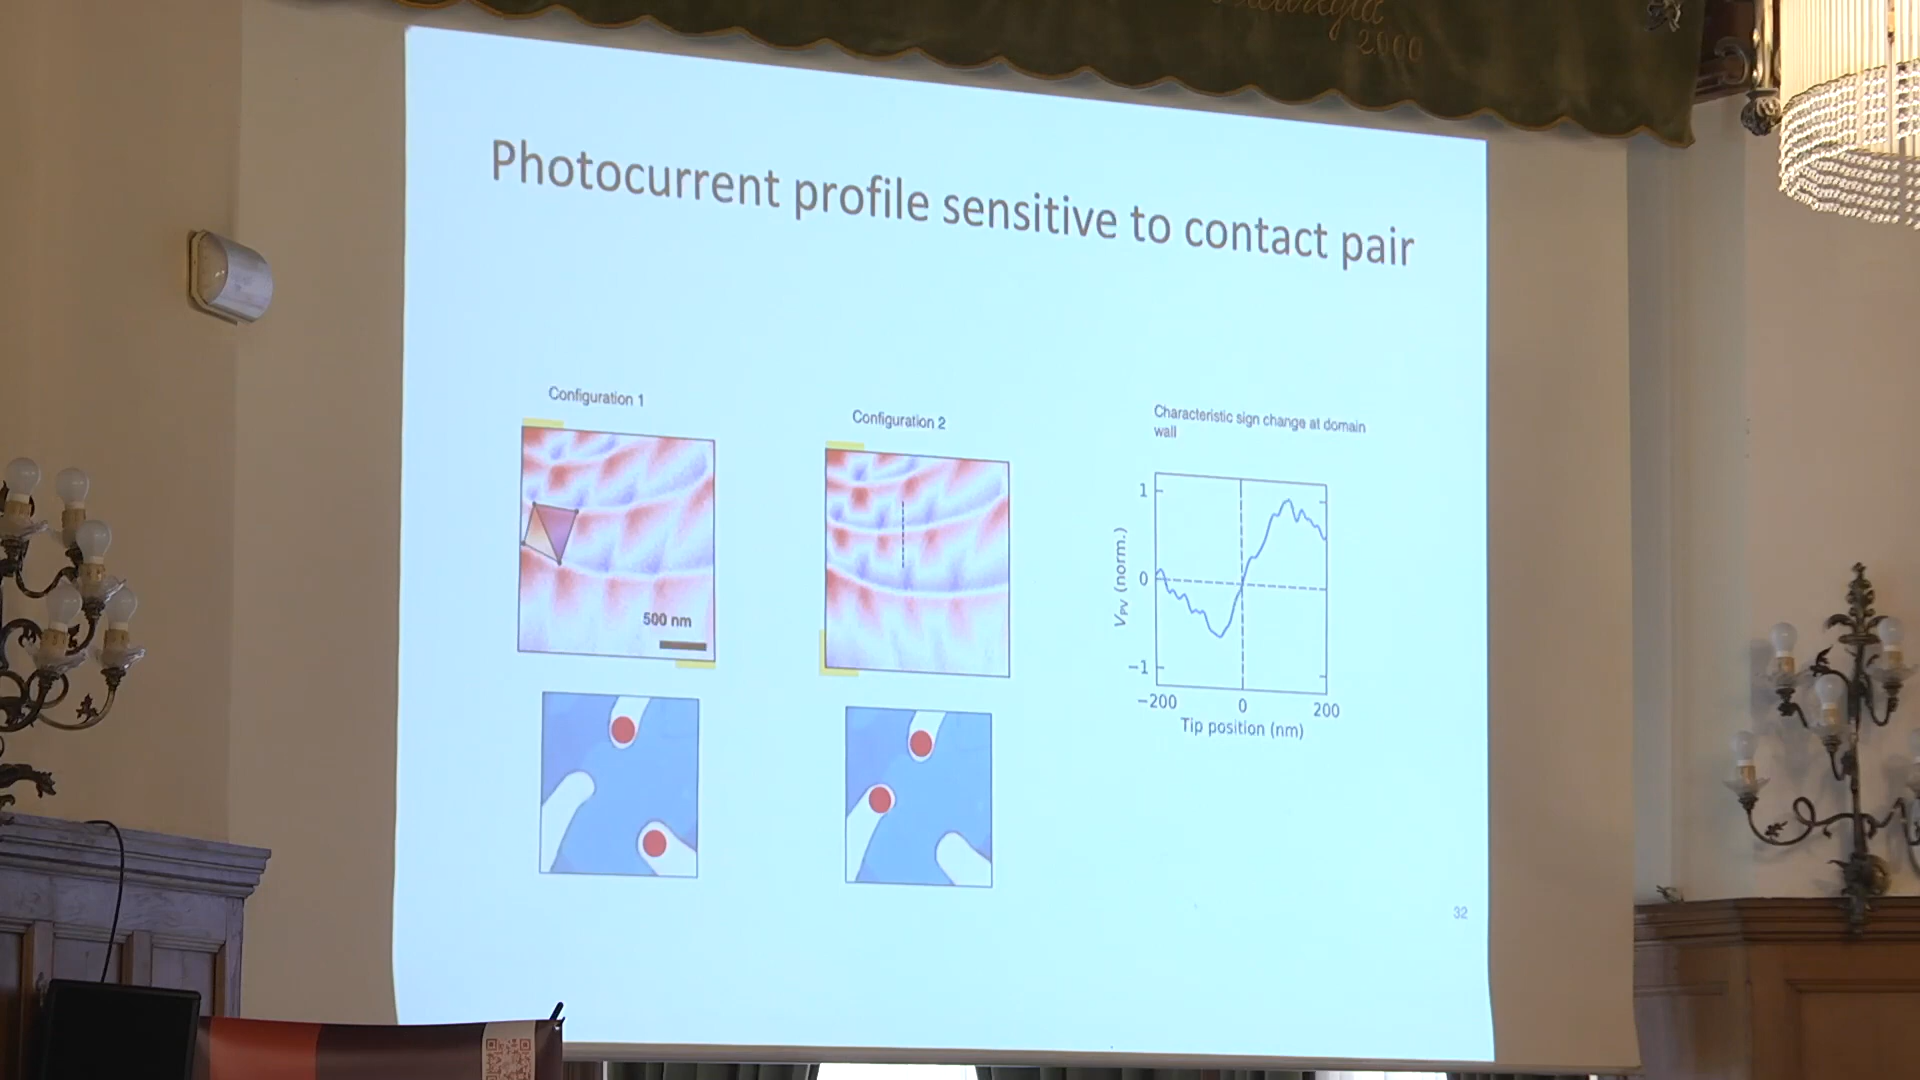 2000
Photocurrent profile sensitive to contact pair
Configuration 1
Configuration 2
Characteristic sign change at domain
wall
500 nm
1
0
−1
V_PV (norm.)
−200
0
200
Tip position (nm)
32